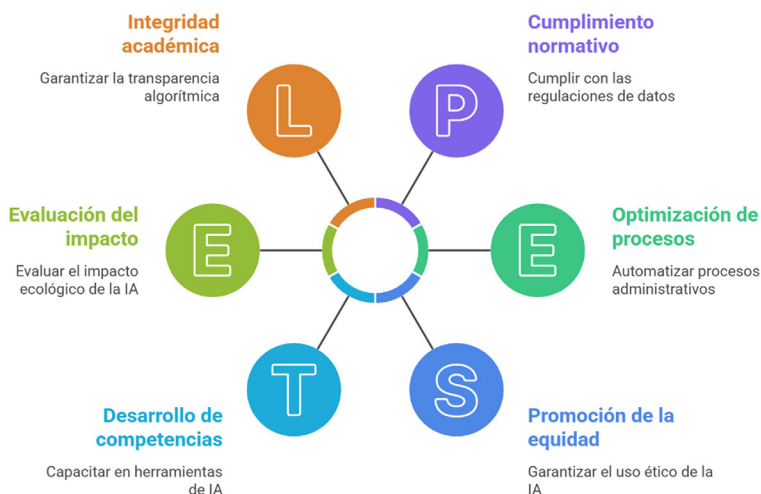 Integridad
académica
Garantizar la transparencia
algorítmica
L
P
Cumplimiento
normativo
Cumplir con las
regulaciones de datos
Evaluación del
impacto
Evaluar el impacto
ecológico de la IA
E
E
Optimización de
procesos
Automatizar procesos
administrativos
T
Desarrollo de
competencias
Capacitar en herramientas
de IA
S
Promoción de la
equidad
Garantizar el uso ético de la
IA